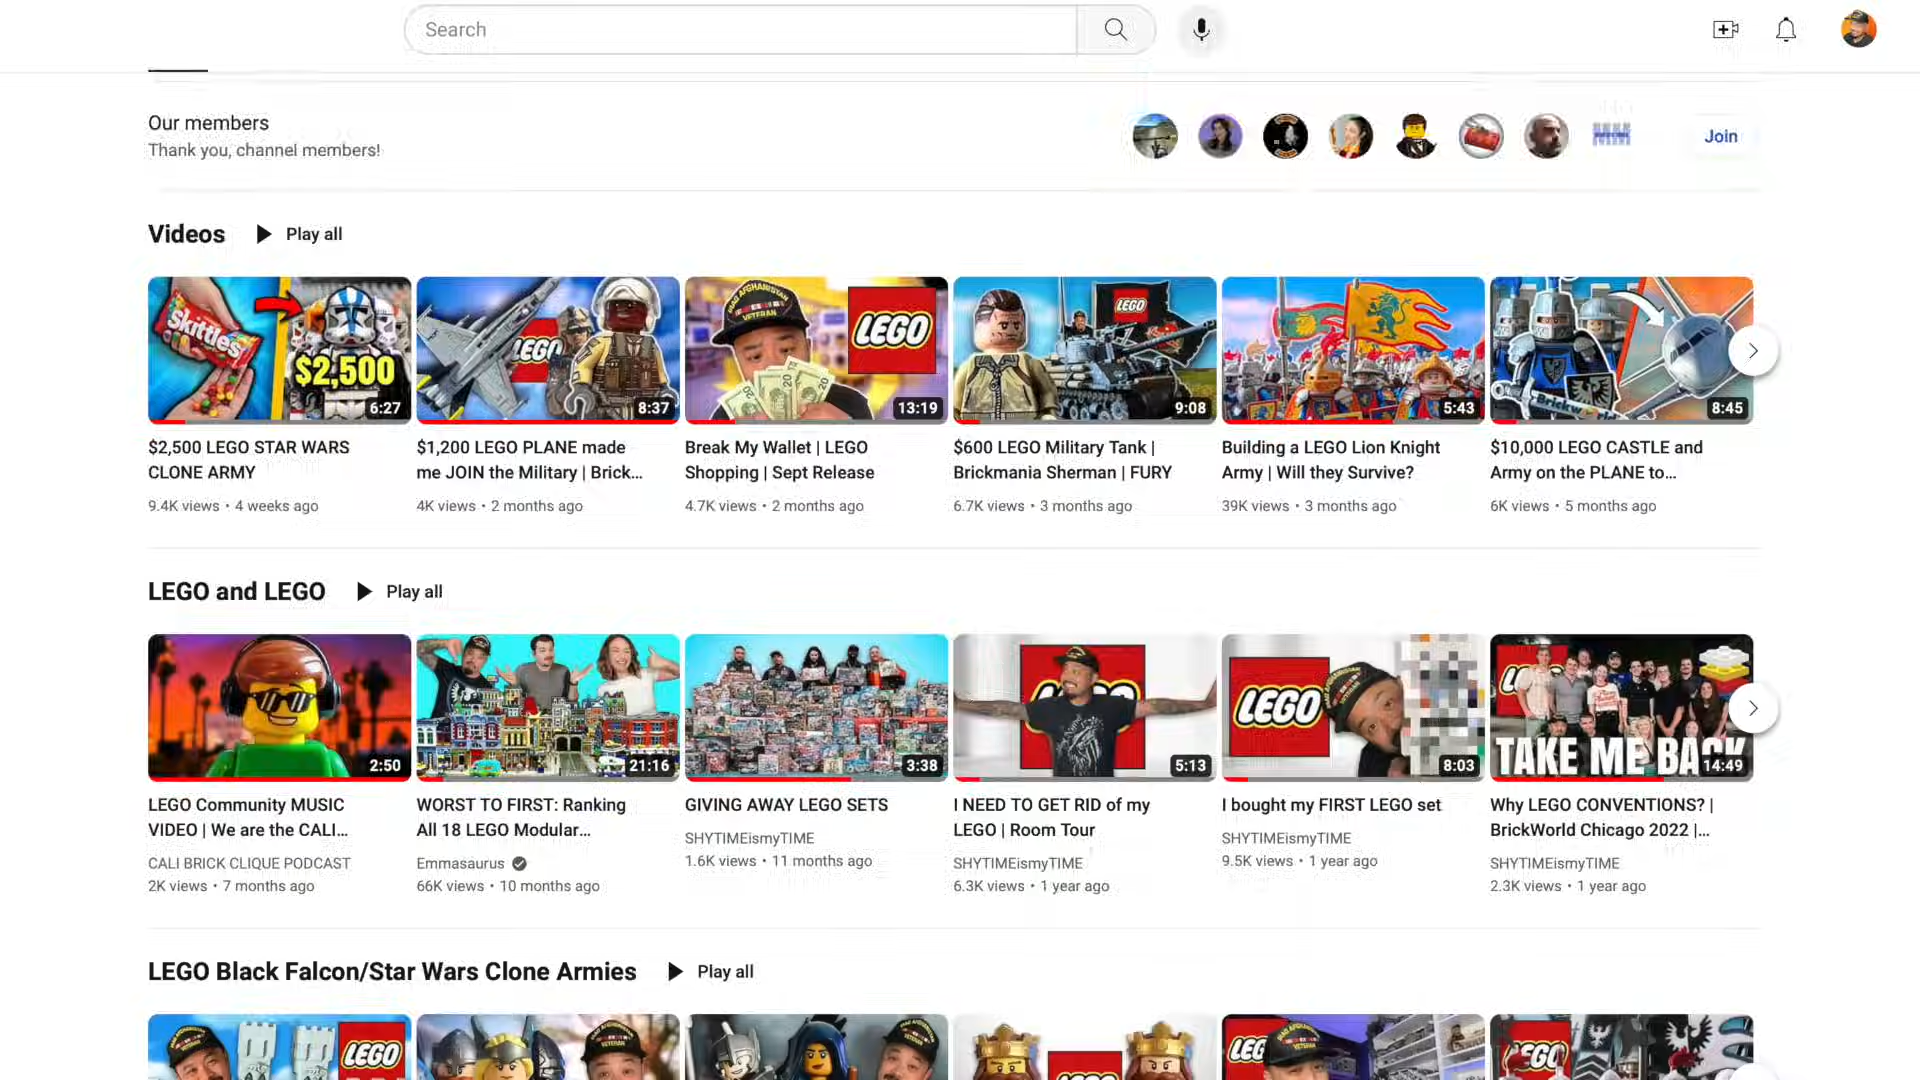 Search
Our members
Thank you, channel members!
Join
Videos
Play all
Skittles
$2,500
6:27
LEGO
8:37
IRAQ AFGHANISTAN
VETERAN
LEGO
20
20
13:19
LEGO
9:08
5:43
8:45
$2,500 LEGO STAR WARS
CLONE ARMY
9.4K views • 4 weeks ago
$1,200 LEGO PLANE made
me JOIN the Military | Brick...
4K views • 2 months ago
Break My Wallet | LEGO
Shopping | Sept Release
4.7K views • 2 months ago
$600 LEGO Military Tank |
Brickmania Sherman | FURY
6.7K views • 3 months ago
Building a LEGO Lion Knight
Army | Will they Survive?
39K views • 3 months ago
$10,000 LEGO CASTLE and
Army on the PLANE to...
6K views • 5 months ago
LEGO and LEGO
Play all
2:50
21:16
3:38
5:13
LEGO
8:03
TAKE ME BACK
14:49
LEGO Community MUSIC
VIDEO | We are the CALI...
CALI BRICK CLIQUE PODCAST
2K views • 7 months ago
WORST TO FIRST: Ranking
All 18 LEGO Modular...
Emmasaurus
66K views • 10 months ago
GIVING AWAY LEGO SETS
SHYTIMEismyTIME
1.6K views • 11 months ago
I NEED TO GET RID of my
LEGO | Room Tour
SHYTIMEismyTIME
6.3K views • 1 year ago
I bought my FIRST LEGO set
SHYTIMEismyTIME
9.5K views • 1 year ago
Why LEGO CONVENTIONS? |
BrickWorld Chicago 2022 |...
SHYTIMEismyTIME
2.3K views • 1 year ago
LEGO Black Falcon/Star Wars Clone Armies
Play all
LEGO
LEGO
LEGO